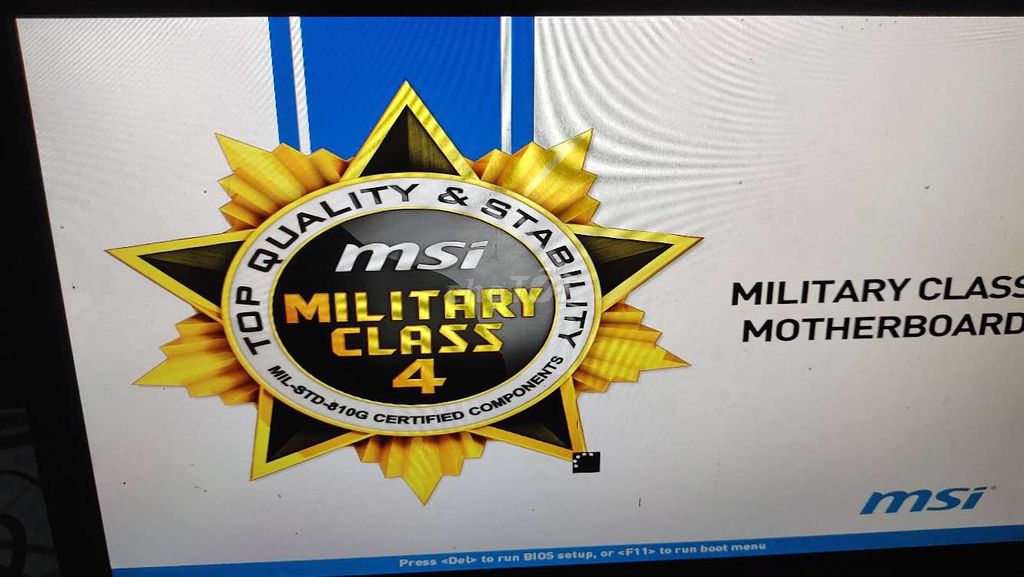 TOP QUALITY & STABILITY
msi
MILITARY
CLASS
4
MIL-STD-810G CERTIFIED COMPONENTS
MILITARY CLASS
MOTHERBOARD
msi
Press <Del> to run BIOS setup, or <F11> to run boot menu